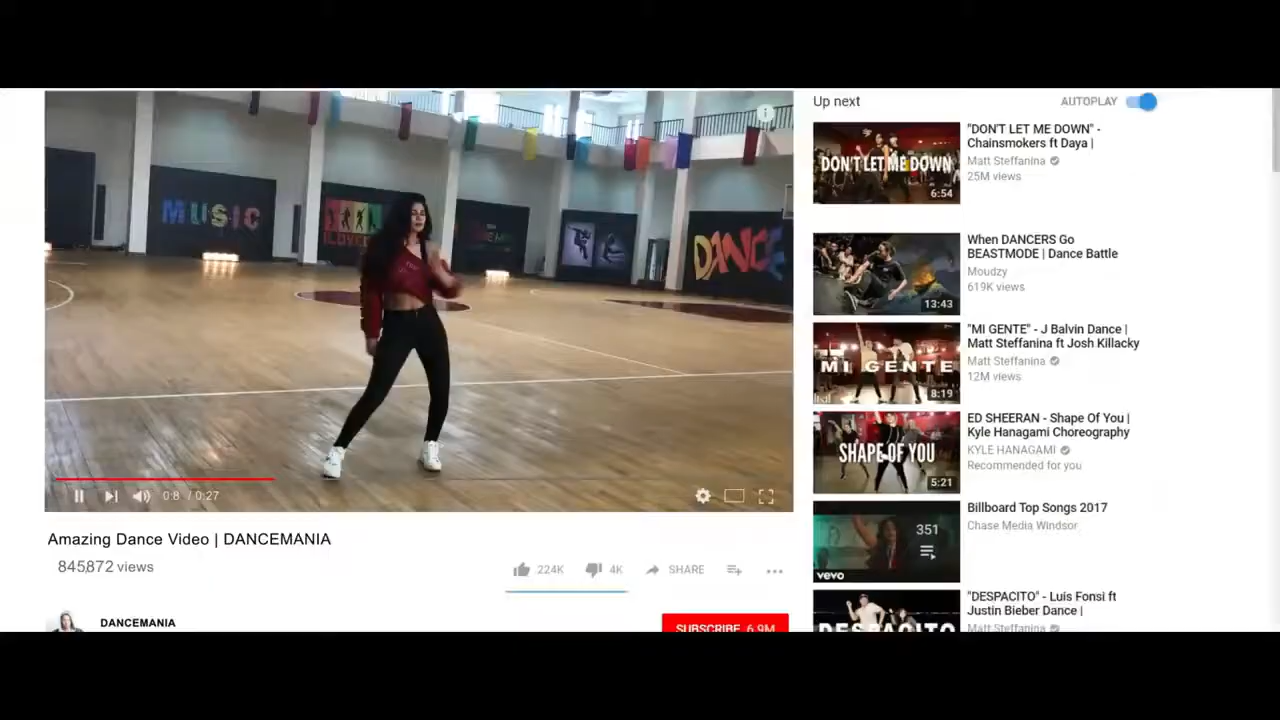 MUSIC
DANCE
0:8 / 0:27
Amazing Dance Video | DANCEMANIA
845,872 views
224K
4K
SHARE
DANCEMANIA
SUBSCRIBE 6.9M
Up next
AUTOPLAY
DON'T LET ME DOWN
6:54
"DON'T LET ME DOWN" -
Chainsmokers ft Daya |
Matt Steffanina
25M views
13:43
When DANCERS Go
BEASTMODE | Dance Battle
Moudzy
619K views
MI GENTE
8:19
"MI GENTE" - J Balvin Dance |
Matt Steffanina ft Josh Killacky
Matt Steffanina
12M views
SHAPE OF YOU
5:21
ED SHEERAN - Shape Of You |
Kyle Hanagami Choreography
KYLE HANAGAMI
Recommended for you
351
vevo
Billboard Top Songs 2017
Chase Media Windsor
DESPACITO
"DESPACITO" - Luis Fonsi ft
Justin Bieber Dance |
Matt Steffanina